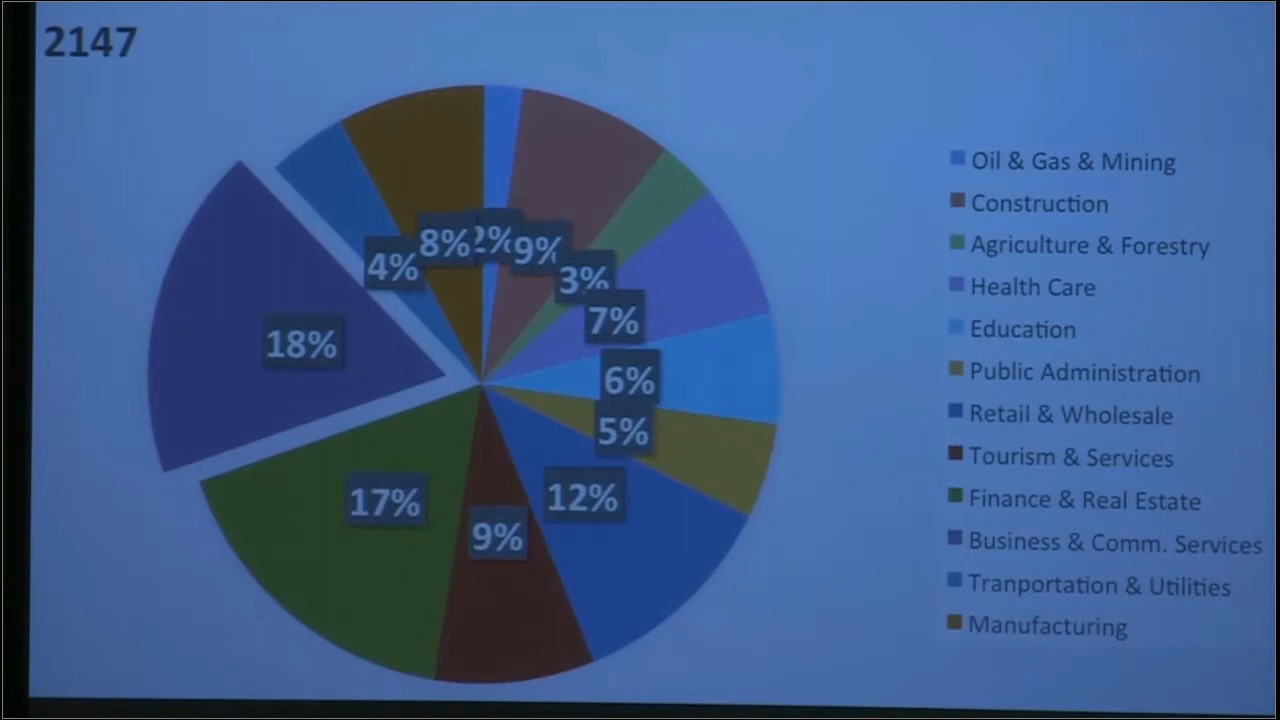 2147
8%
2%
9%
4%
3%
7%
18%
6%
5%
17%
12%
9%
Oil & Gas & Mining
Construction
Agriculture & Forestry
Health Care
Education
Public Administration
Retail & Wholesale
Tourism & Services
Finance & Real Estate
Business & Comm. Services
Tranportation & Utilities
Manufacturing